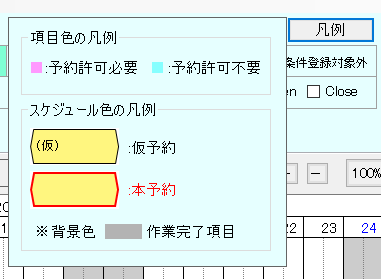 凡例
項目色の凡例
:予約許可必要 :予約許可不要
条件登録対象外
en Close
スケジュール色の凡例
(仮) :仮予約
:本予約
100%
※背景色 作業完了項目
22 23 24